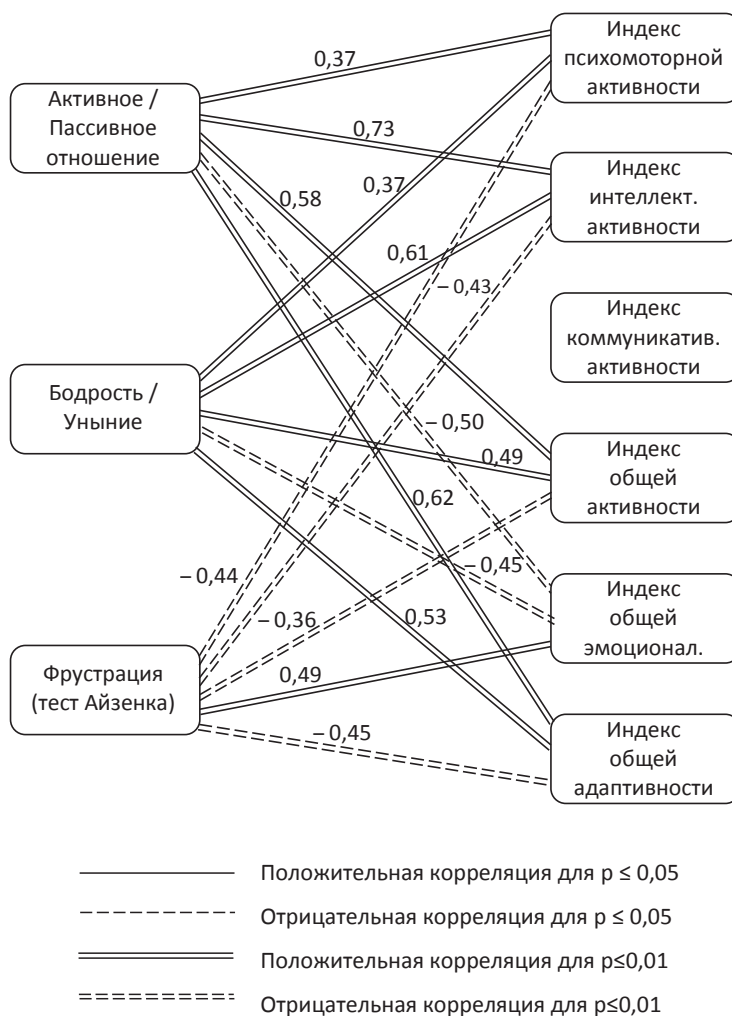 Индекс
психомоторной
активности
0,37
Активное /
Пассивное
отношение
0,73
Индекс
интеллект.
активности
0,37
0,58
0,61
– 0,43
Индекс
коммуникатив.
активности
Бодрость /
Уныние
– 0,50
0,49
Индекс
общей
активности
0,62
– 0,44
– 0,45
Индекс
общей
эмоционал.
– 0,36
0,53
Фрустрация
(тест Айзенка)
0,49
– 0,45
Индекс
общей
адаптивности
Положительная корреляция для p ≤ 0,05
Отрицательная корреляция для p ≤ 0,05
Положительная корреляция для p≤0,01
Отрицательная корреляция для p≤0,01